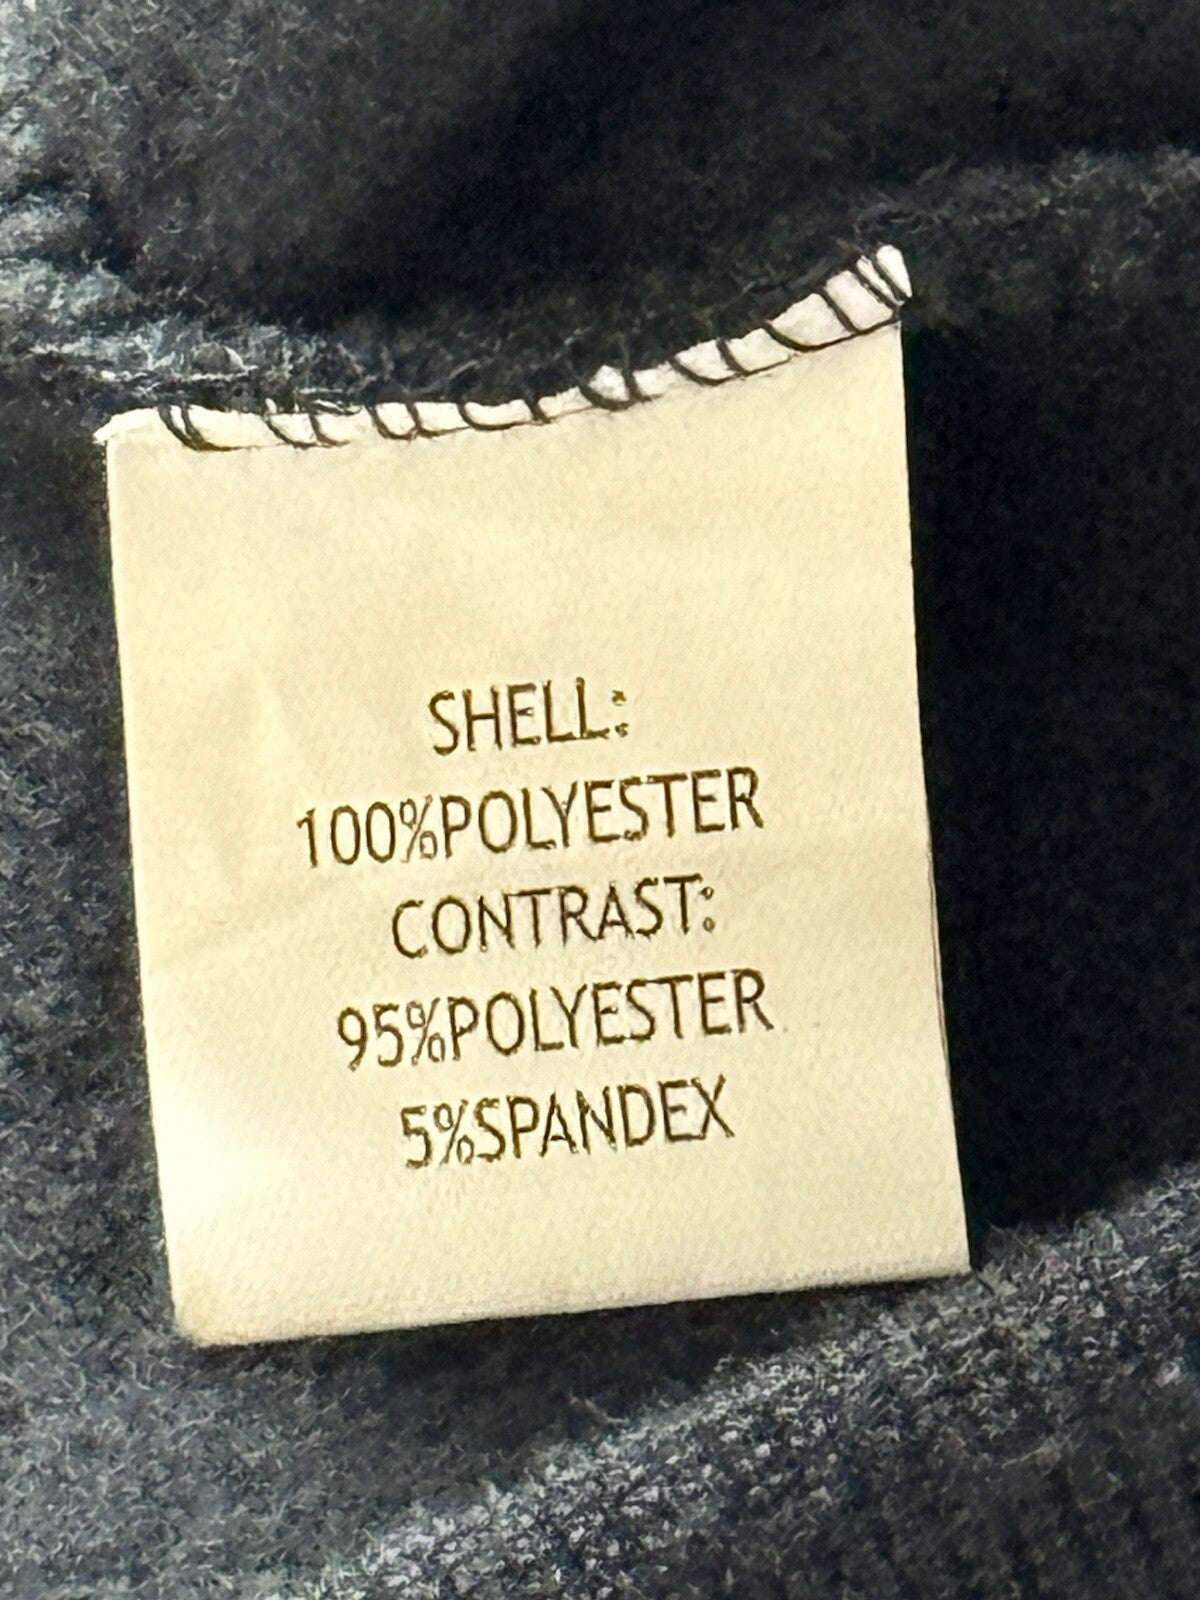 SHELL:
100%POLYESTER
CONTRAST:
95%POLYESTER
5%SPANDEX